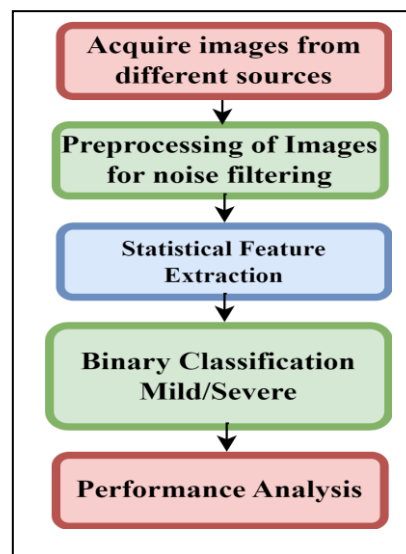 Acquire images from
different sources
Preprocessing of Images
for noise filtering
Statistical Feature
Extraction
Binary Classification
Mild/Severe
Performance Analysis